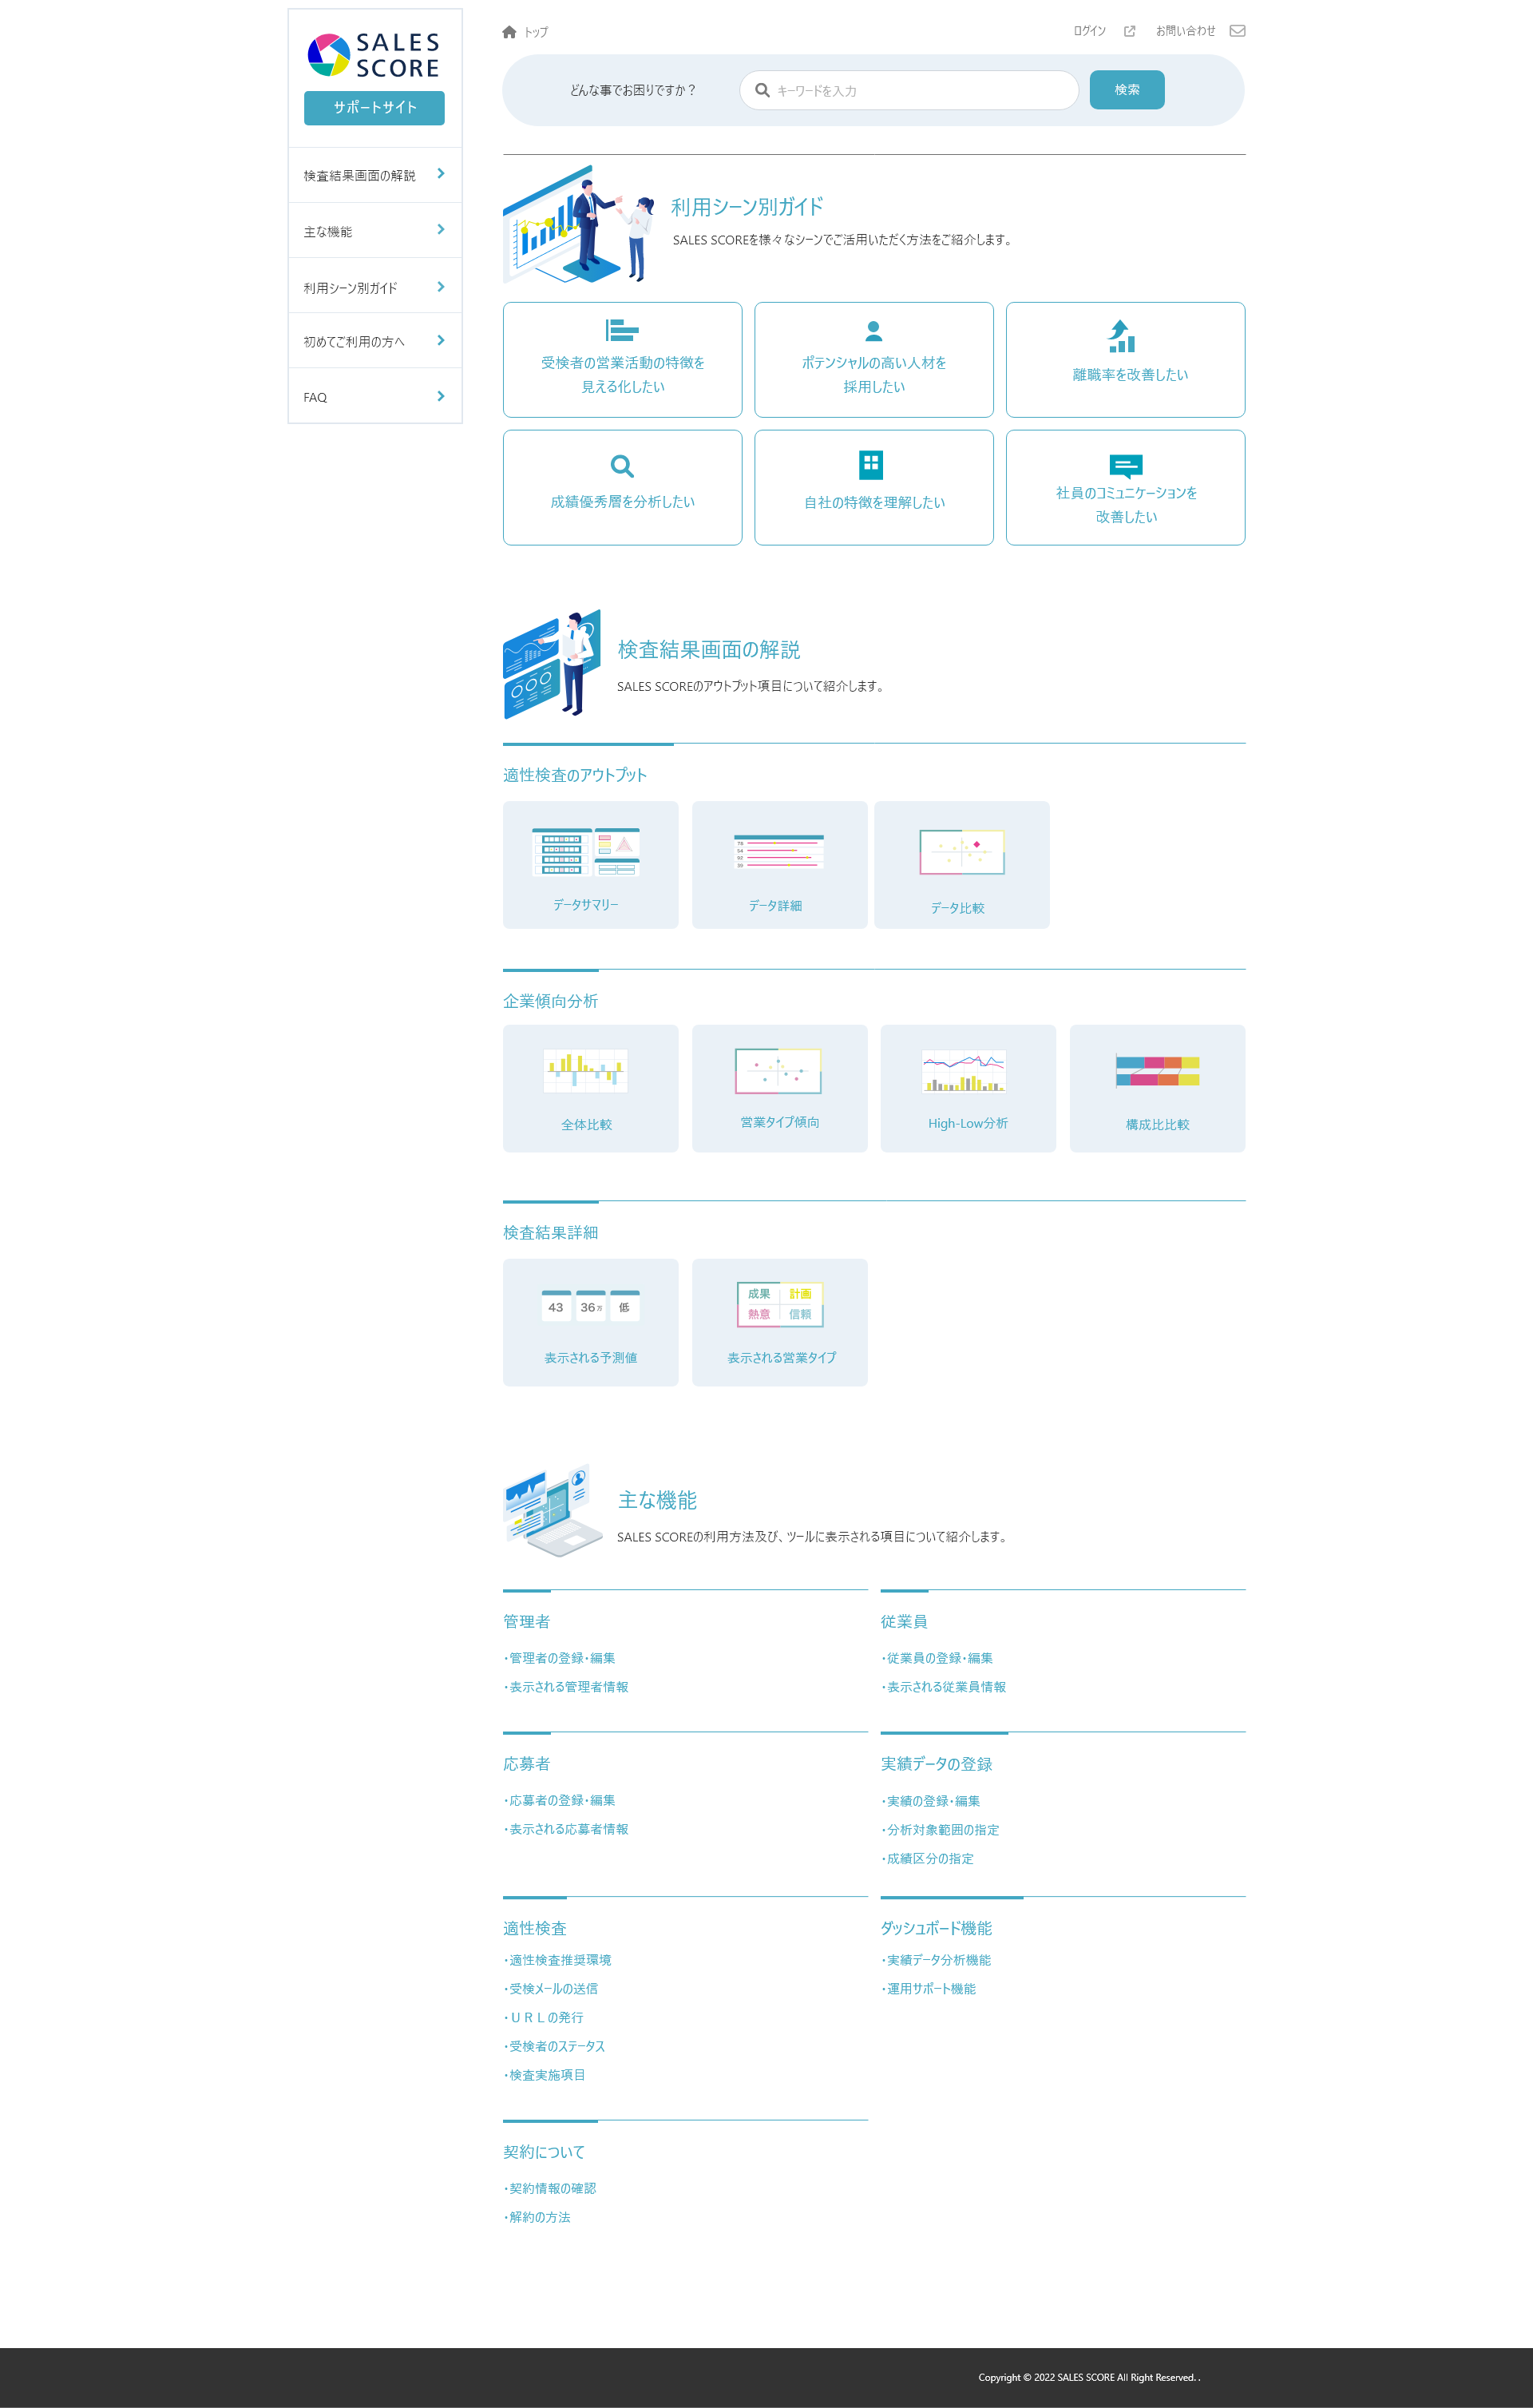 SALES
SCORE
サポートサイト
検査結果画面の解説
主な機能
利用シーン別ガイド
初めてご利用の方へ
FAQ
トップ
ログイン
お問い合わせ
どんな事でお困りですか？
キーワードを入力
検索
利用シーン別ガイド
SALES SCOREを様々なシーンでご活用いただく方法をご紹介します。
受検者の営業活動の特徴を
見える化したい
ポテンシャルの高い人材を
採用したい
離職率を改善したい
成績優秀層を分析したい
自社の特徴を理解したい
社員のコミュニケーションを
改善したい
検査結果画面の解説
SALES SCOREのアウトプット項目について紹介します。
適性検査のアウトプット
78
54
92
39
データサマリー
データ詳細
データ比較
企業傾向分析
全体比較
営業タイプ傾向
High-Low分析
構成比比較
検査結果詳細
43
36万
低
成果
計画
熱意
信頼
表示される予測値
表示される営業タイプ
主な機能
SALES SCOREの利用方法及び、ツールに表示される項目について紹介します。
管理者
・管理者の登録・編集
・表示される管理者情報
従業員
・従業員の登録・編集
・表示される従業員情報
応募者
・応募者の登録・編集
・表示される応募者情報
実績データの登録
・実績の登録・編集
・分析対象範囲の指定
・成績区分の指定
適性検査
・適性検査推奨環境
・受検メールの送信
・ＵＲＬの発行
・受検者のステータス
・検査実施項目
ダッシュボード機能
・実績データ分析機能
・運用サポート機能
契約について
・契約情報の確認
・解約の方法
Copyright © 2022 SALES SCORE All Right Reserved. .